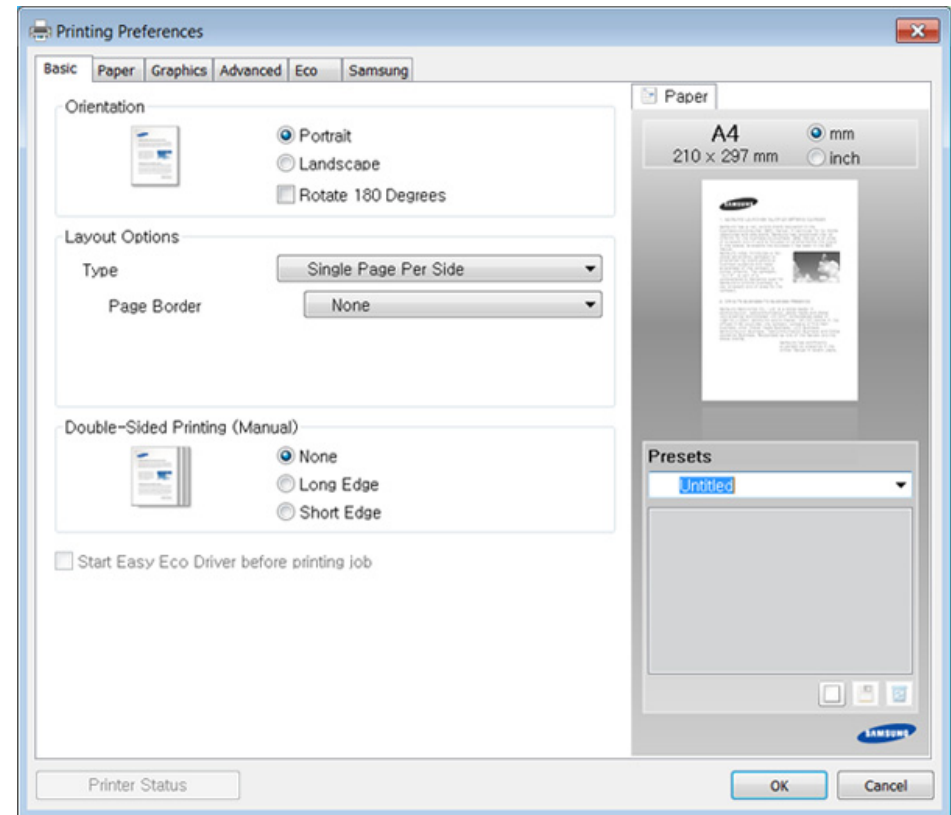 Printing Preferences
Basic Paper Graphics Advanced Eco Samsung
Orientation
Portrait
Landscape
Rotate 180 Degrees
Layout Options
Type Single Page Per Side
Page Border None
Double-Sided Printing (Manual)
None
Long Edge
Short Edge
Start Easy Eco Driver before printing job
Paper
A4 mm
210 x 297 mm inch
SAMSUNG
Presets
Untitled
SAMSUNG
Printer Status OK Cancel